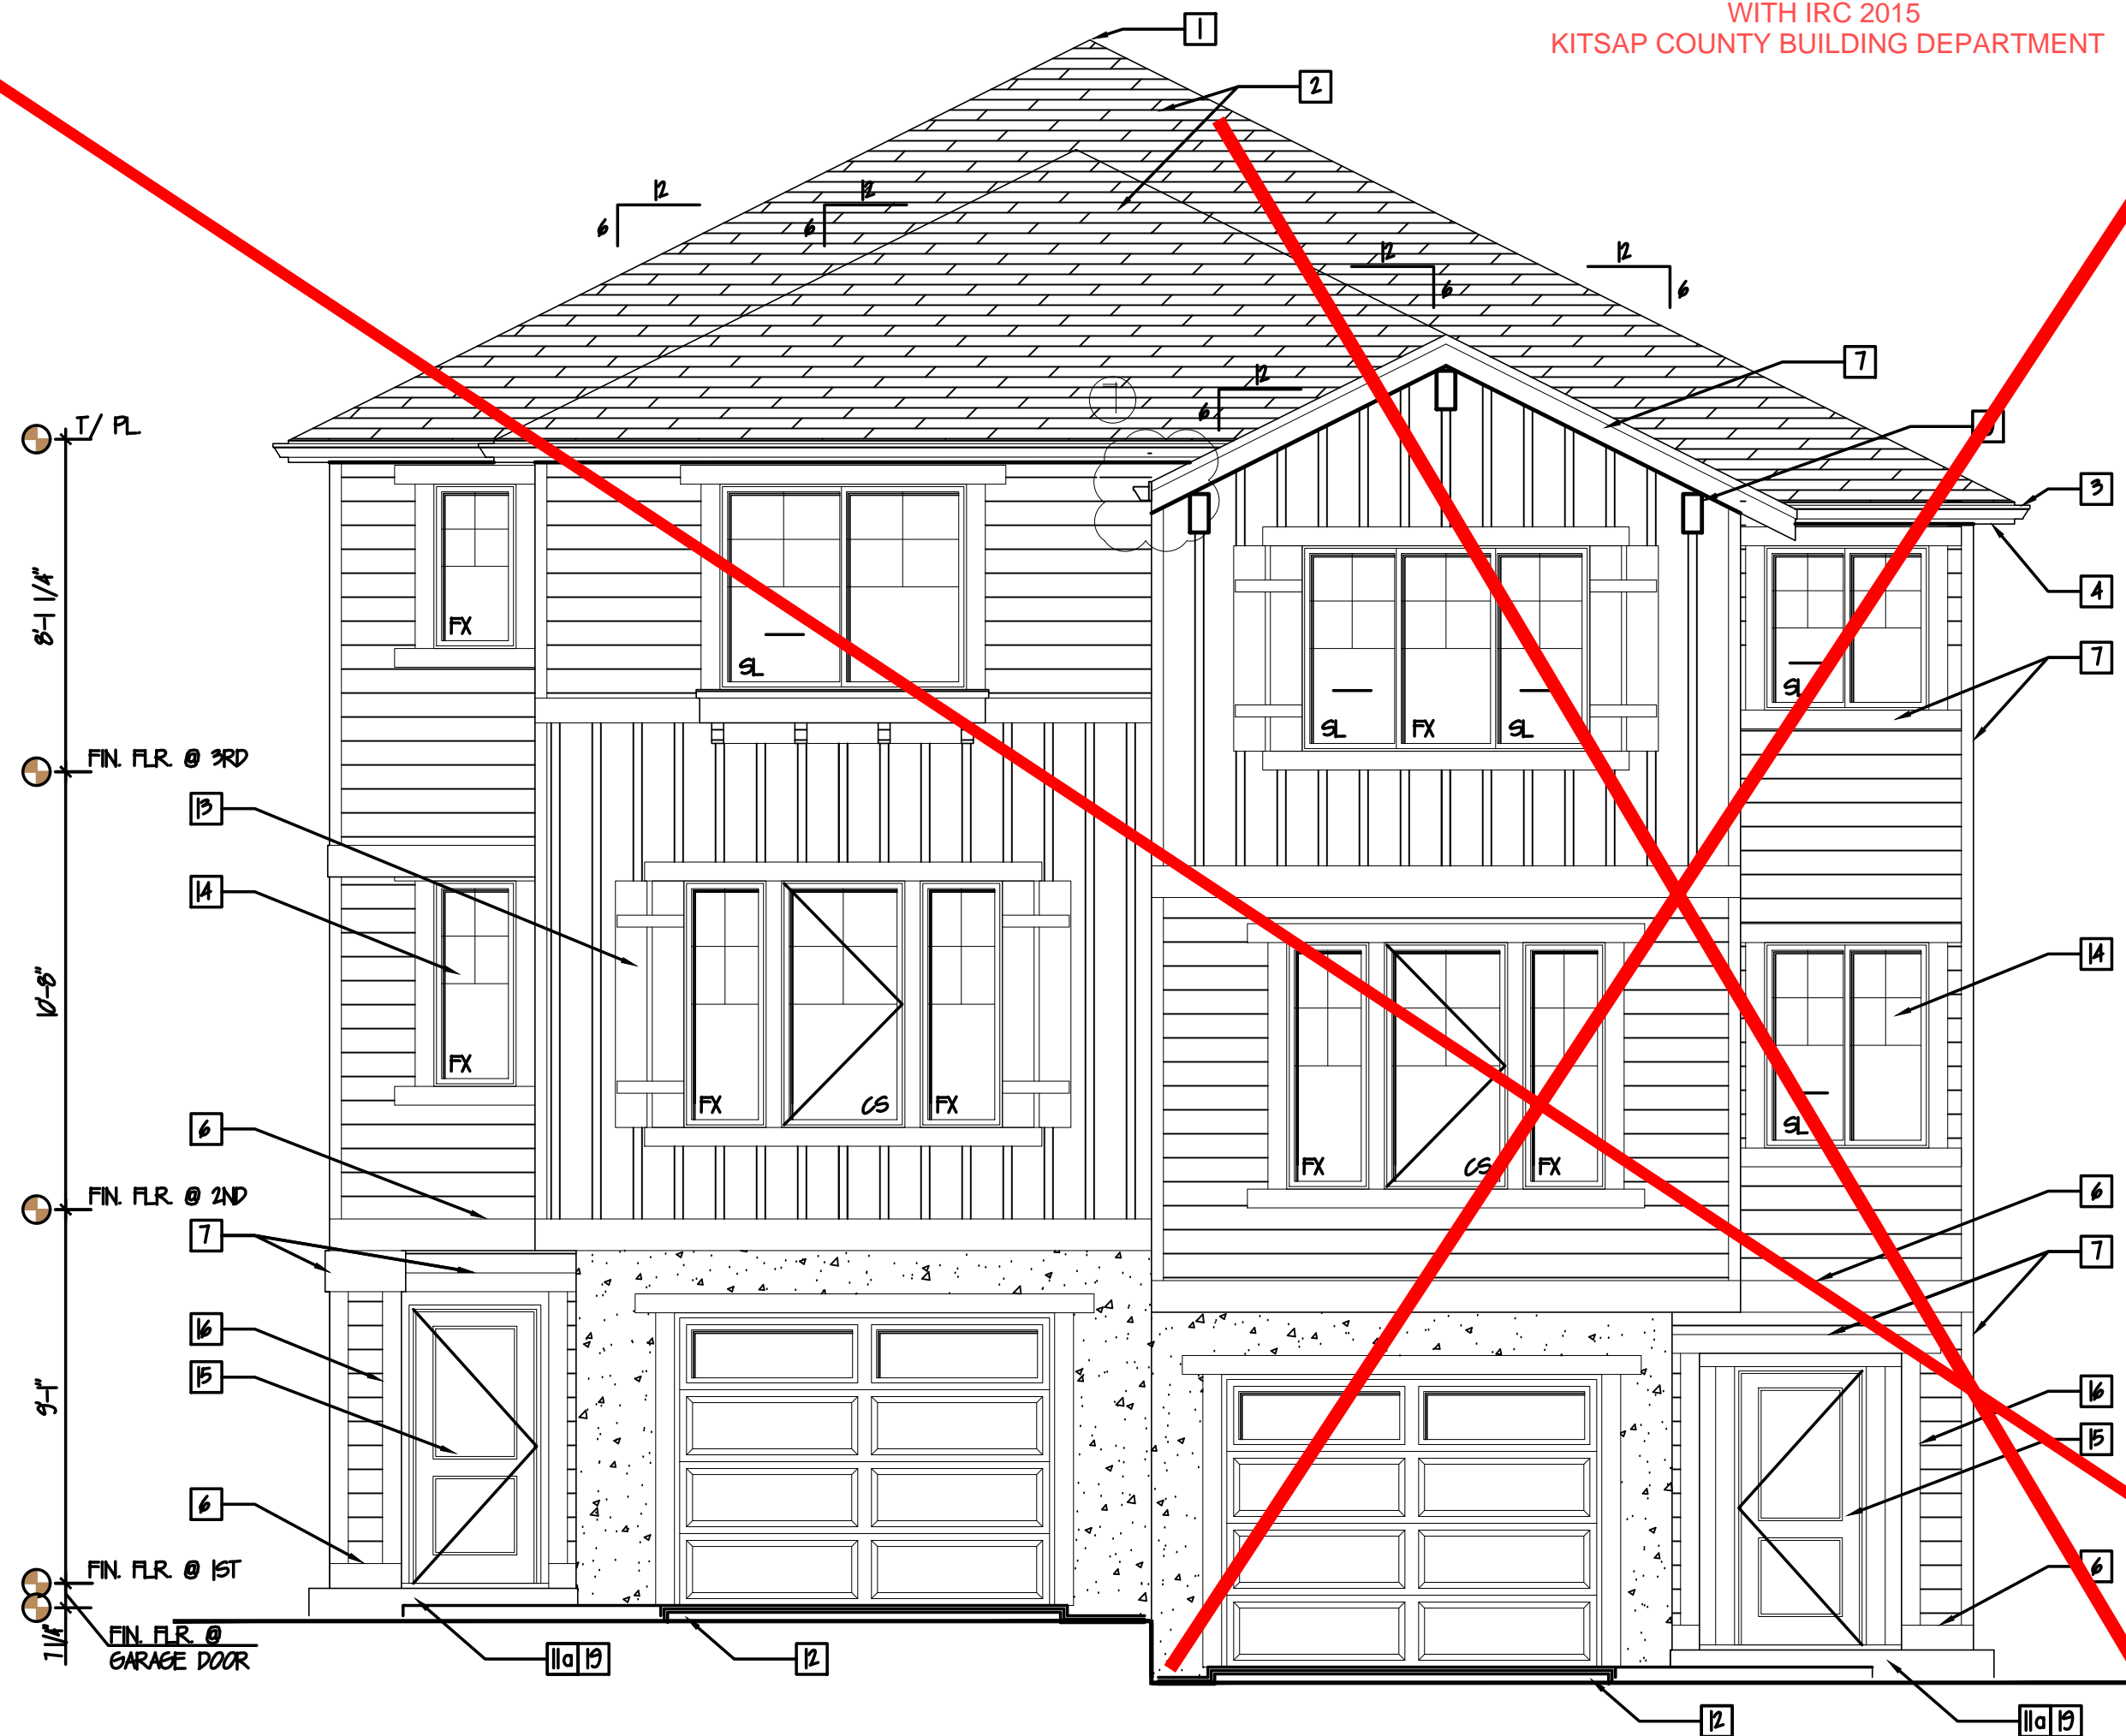 WITH IRC 2015
KITSAP COUNTY BUILDING DEPARTMENT
1
2
12
6
12
6
12
6
12
6
12
6
7
T/ PL.
3
4
8'-1 1/4"
FX
SL
SL
FX
SL
SL
7
FIN. FLR. @ 3RD
13
14
10'-8"
FX
FX
CS
FX
FX
CS
FX
SL
14
6
FIN. FLR. @ 2ND
7
6
7
16
15
9'-1"
16
15
6
6
FIN. FLR. @ 1ST
FIN. FLR. @
GARAGE DOOR
7 1/4"
11a 19
12
12
11a 19